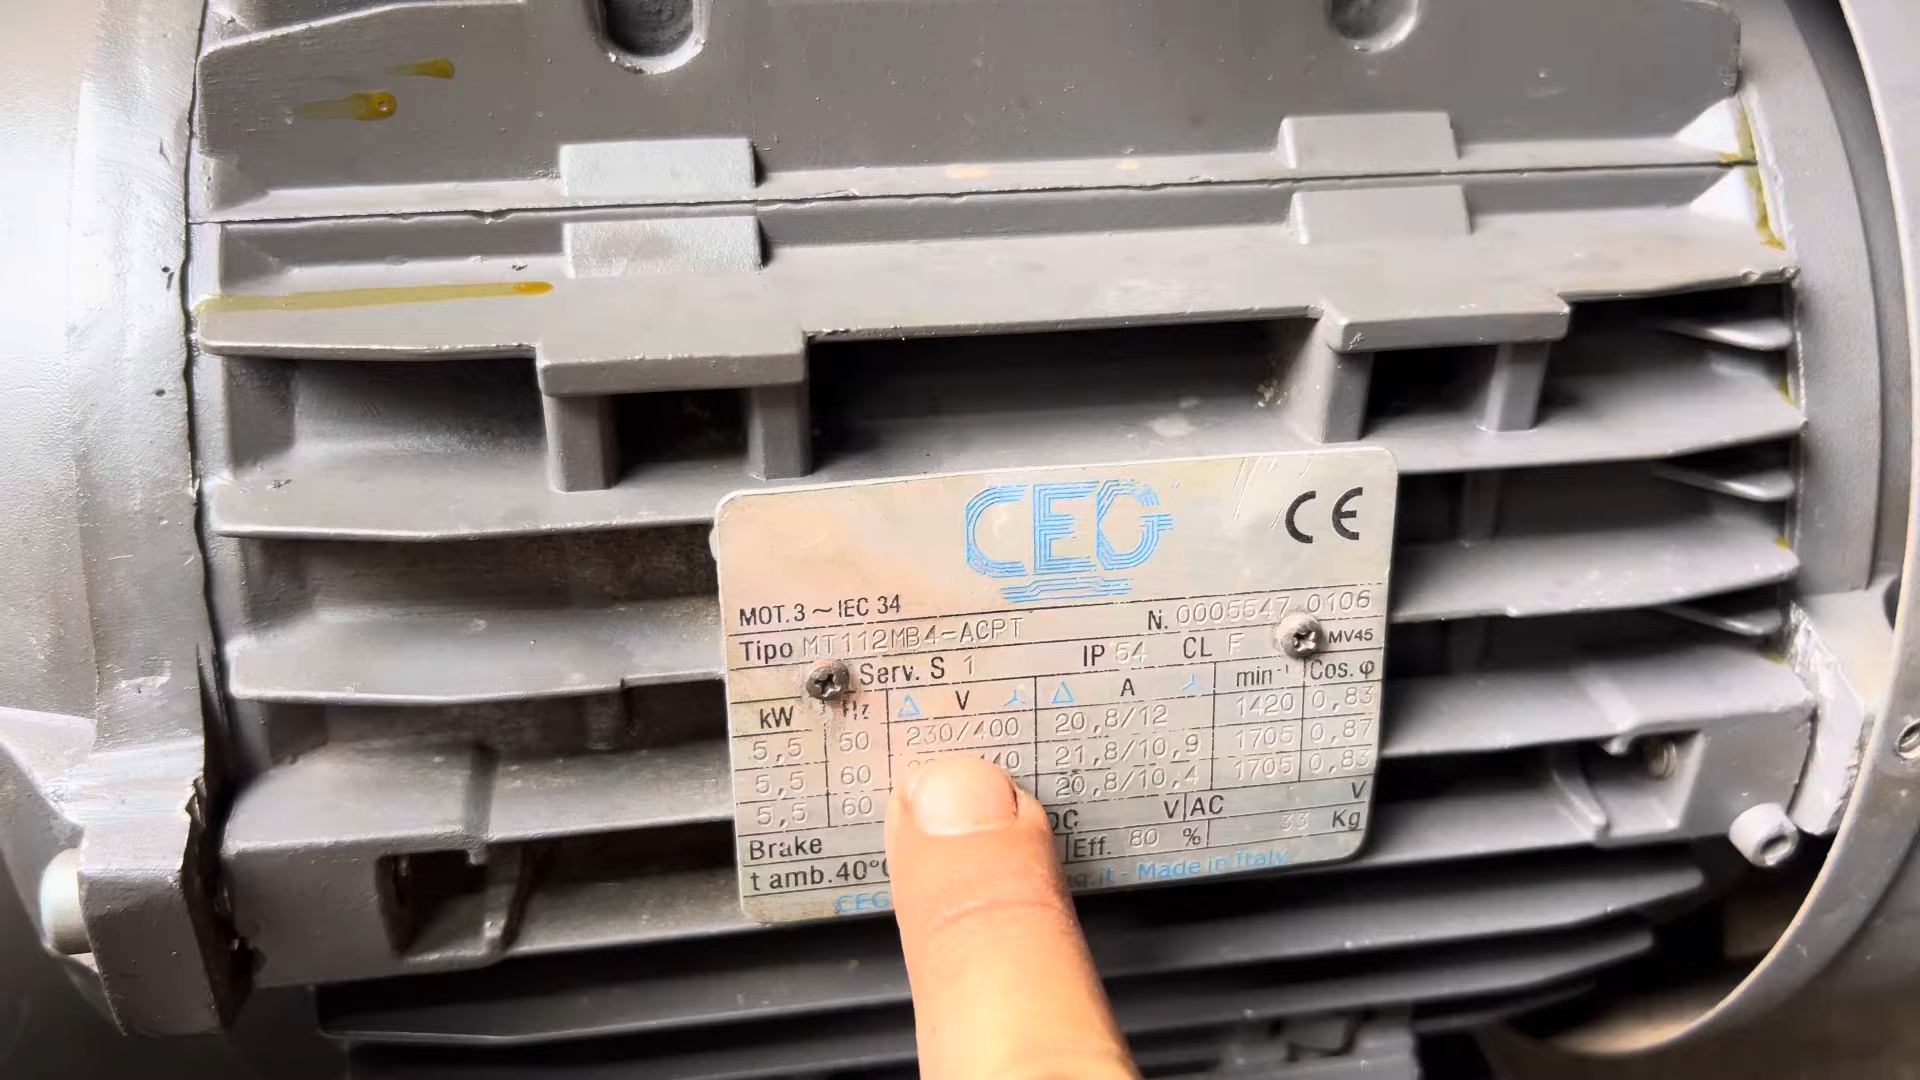 CEG
CE
MOT.3~IEC 34
N. 0005547 0106
Tipo MT112MB4-ACPT
Serv. S 1 IP 54 CL F MV45
kW Hz Δ V A min⁻¹ Cos.φ
5,5 50 230/400 20,8/12 1420 0,83
5,5 60 21,8/10,9 1705 0,87
5,5 60 20,8/10,4 1705 0,83
Brake DC V AC V
t amb.40° Eff. 80 % 33 Kg
CEG Made in Italy